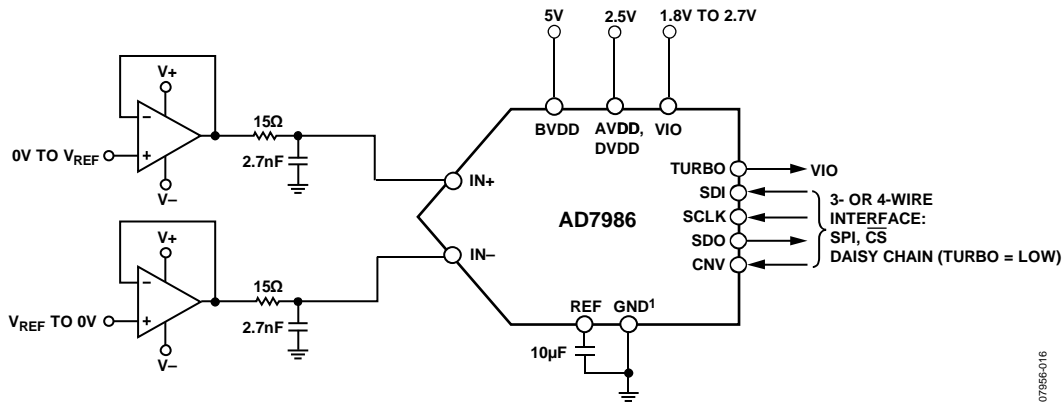 5V
2.5V
1.8V TO 2.7V
V+
−
+
0V TO VREF
V−
15Ω
2.7nF
V+
−
+
VREF TO 0V
V−
15Ω
2.7nF
BVDD
AVDD,
DVDD
VIO
IN+
IN−
AD7986
TURBO
VIO
SDI
SCLK
SDO
CNV
3- OR 4-WIRE
INTERFACE:
SPI, C̅S̅
DAISY CHAIN (TURBO = LOW)
REF
GND¹
10µF
07956-016